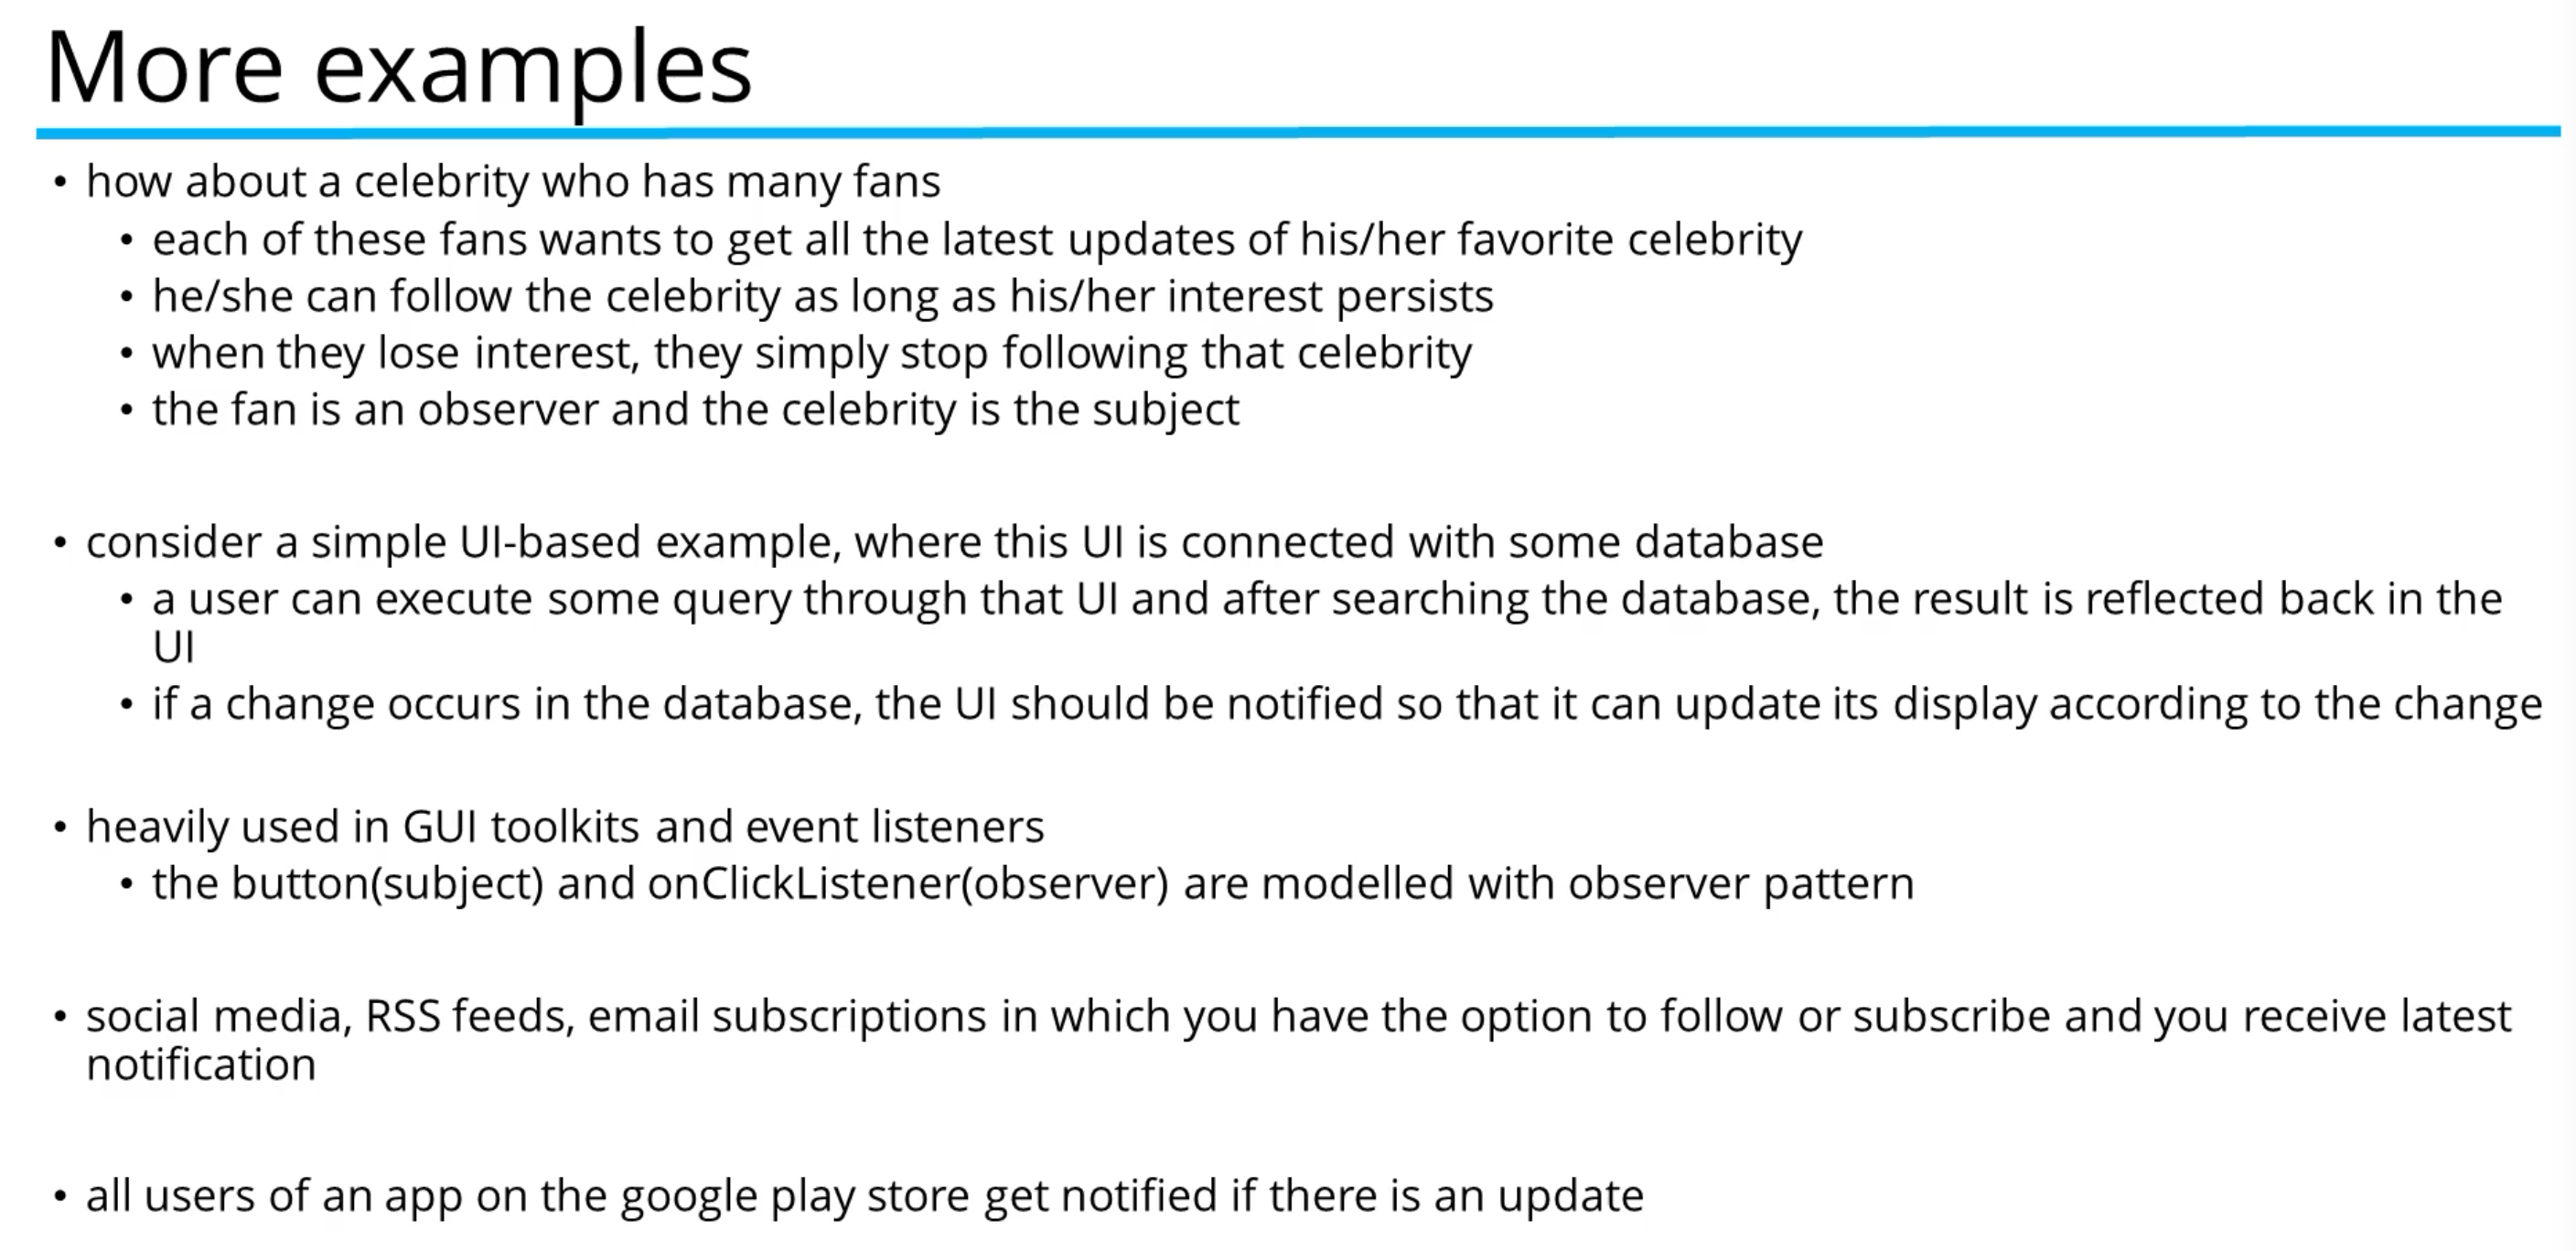 More examples
• how about a celebrity who has many fans
• each of these fans wants to get all the latest updates of his/her favorite celebrity
• he/she can follow the celebrity as long as his/her interest persists
• when they lose interest, they simply stop following that celebrity
• the fan is an observer and the celebrity is the subject
• consider a simple UI-based example, where this UI is connected with some database
• a user can execute some query through that UI and after searching the database, the result is reflected back in the
UI
• if a change occurs in the database, the UI should be notified so that it can update its display according to the change
• heavily used in GUI toolkits and event listeners
• the button(subject) and onClickListener(observer) are modelled with observer pattern
• social media, RSS feeds, email subscriptions in which you have the option to follow or subscribe and you receive latest
notification
• all users of an app on the google play store get notified if there is an update